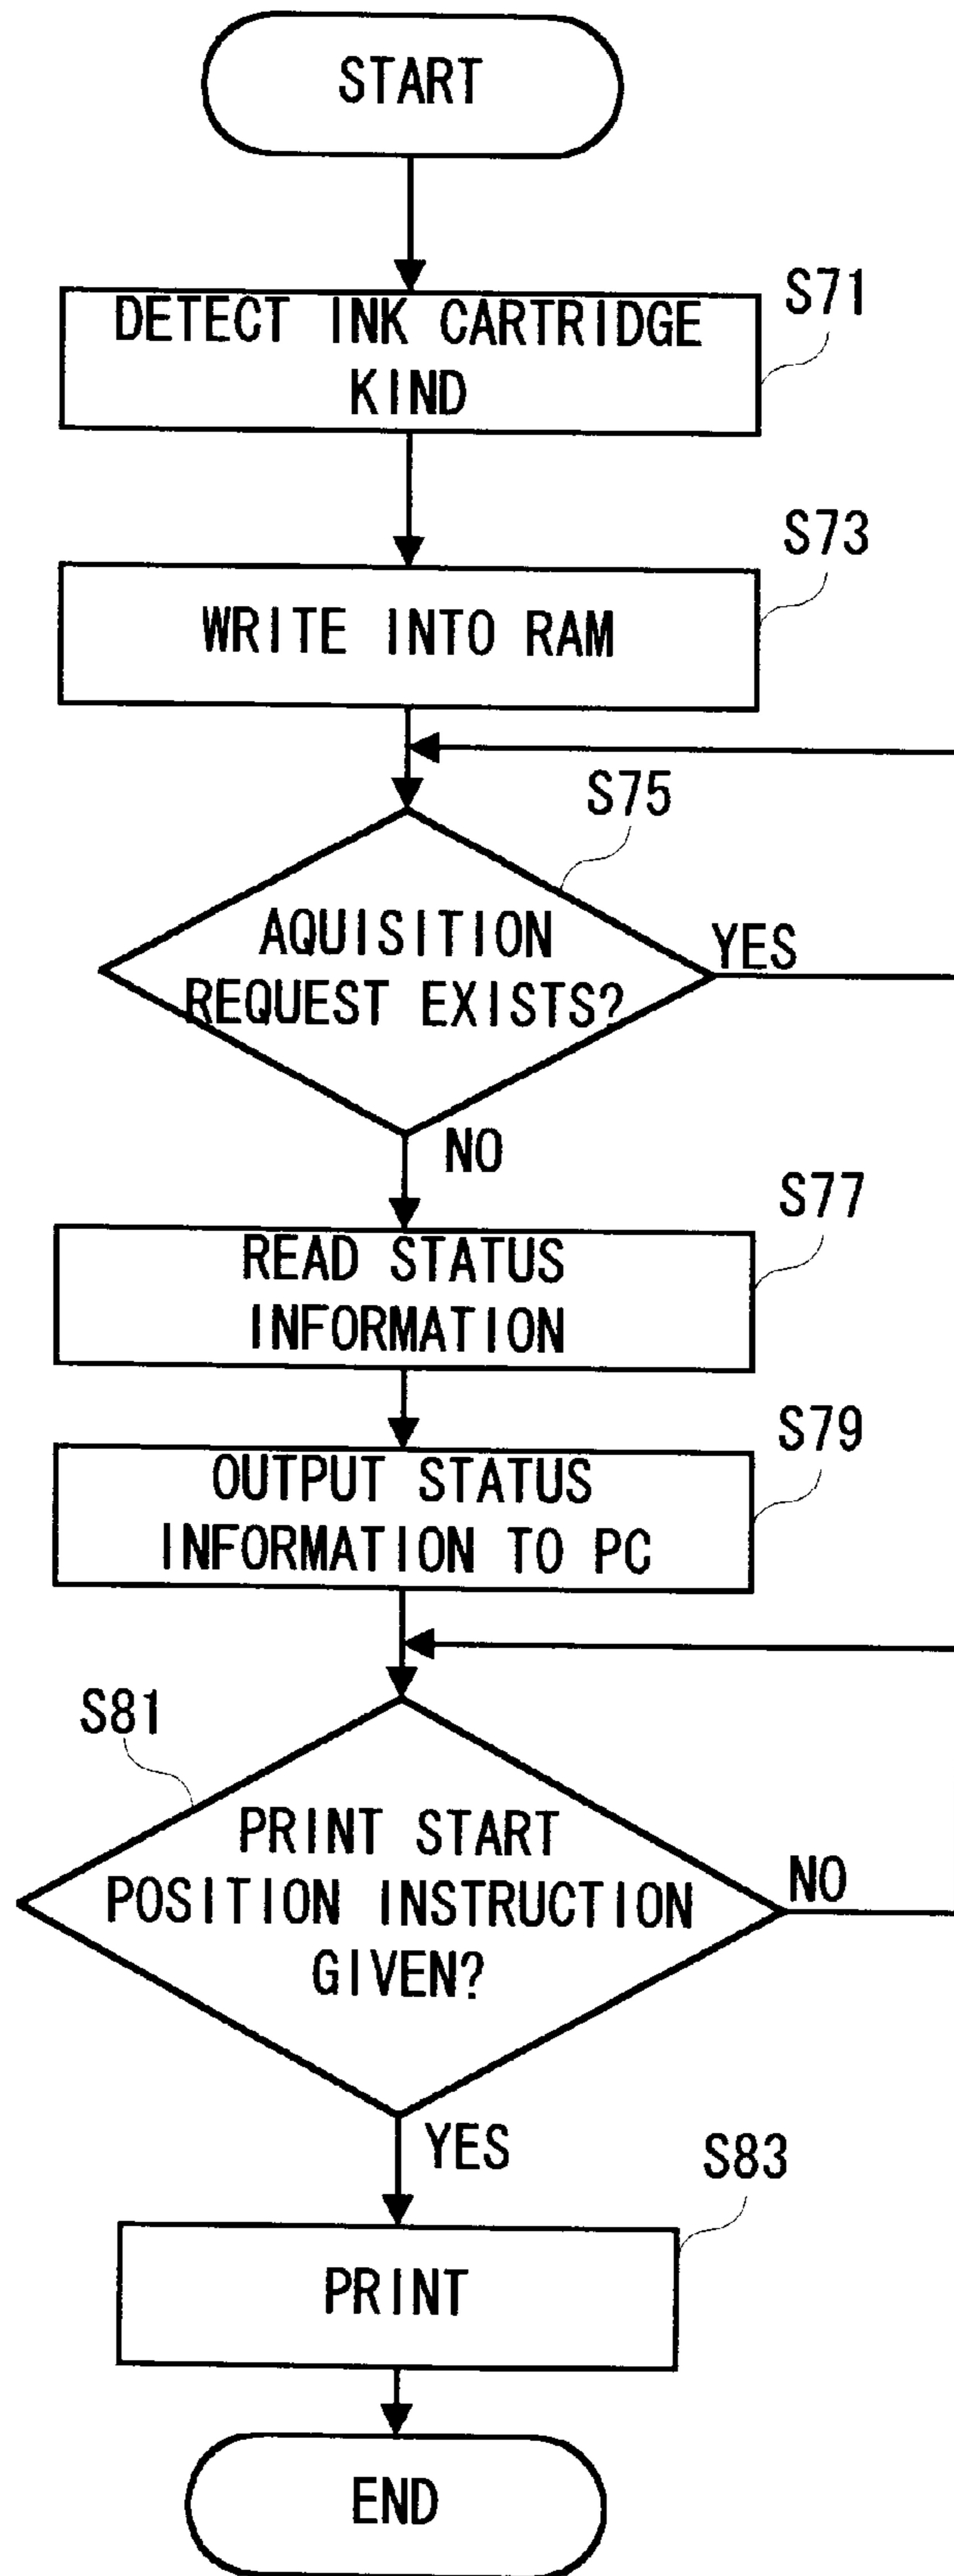 START
S71
DETECT INK CARTRIDGE
KIND
S73
WRITE INTO RAM
S75
AQUISITION
REQUEST EXISTS?
YES
NO
S77
READ STATUS
INFORMATION
S79
OUTPUT STATUS
INFORMATION TO PC
S81
PRINT START
POSITION INSTRUCTION
GIVEN?
NO
YES
S83
PRINT
END